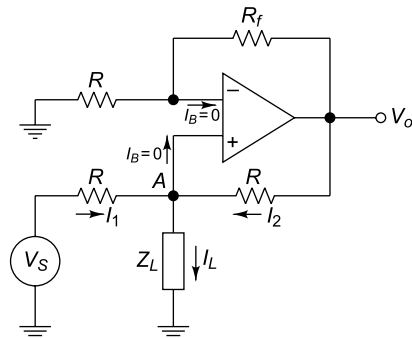 R_f
R
I_B=0
−
+
V_o
I_B=0
A
R
I_1
R
I_2
V_S
Z_L
I_L